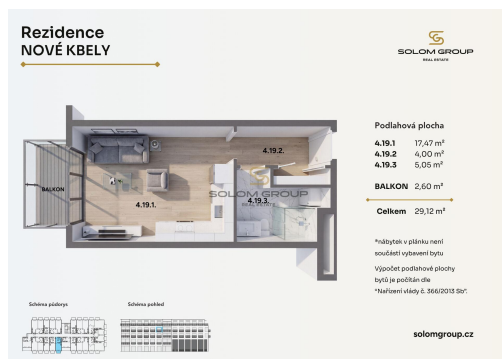 Rezidence
NOVÉ KBELY
SOLOM GROUP
REAL ESTATE
4.19.2.
BALKON
4.19.1.
4.19.3.
SOLOM GROUP
REAL ESTATE
Podlahová plocha
4.19.1 17,47 m²
4.19.2 4,00 m²
4.19.3 5,05 m²
BALKON 2,60 m²
Celkem 29,12 m²
*nábytek v plánku není
součástí vybavení bytu
Výpočet podlahové plochy
bytů je počítán dle
"Nařízení vlády č. 366/2013 Sb".
Schéma půdorys
Schéma pohled
solomgroup.cz